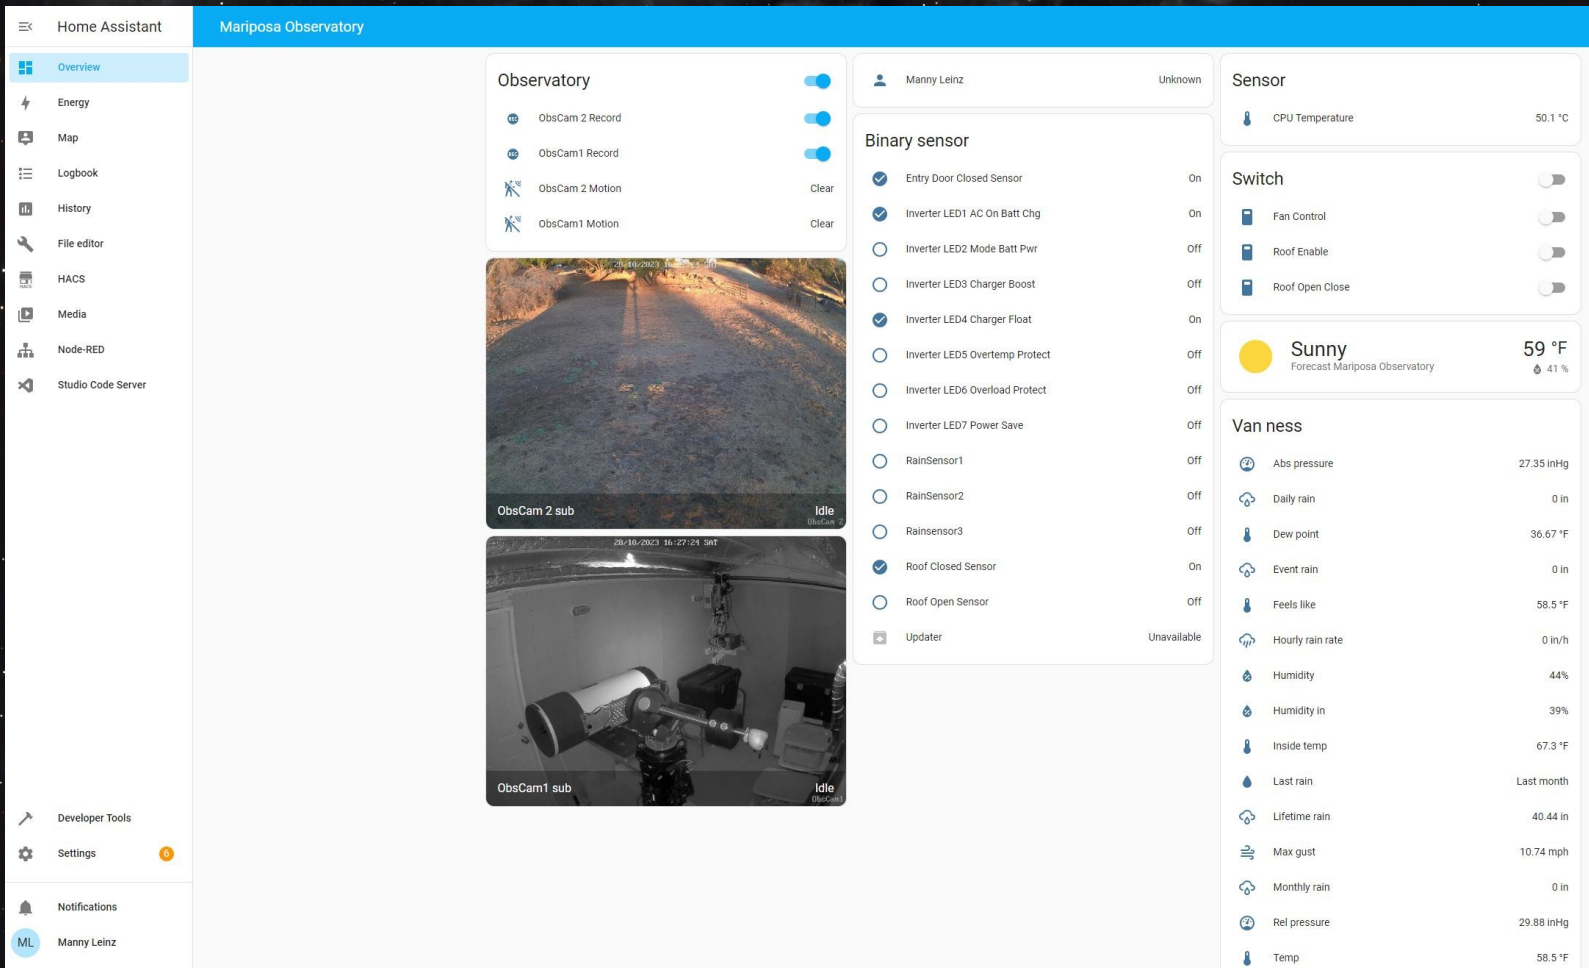 Home Assistant
Mariposa Observatory
Overview
Energy
Map
Logbook
History
File editor
HACS
HACS
Media
Node-RED
Studio Code Server
Developer Tools
Settings 6
Notifications
ML Manny Leinz
Observatory
REC ObsCam 2 Record
REC ObsCam1 Record
ObsCam 2 Motion Clear
ObsCam1 Motion Clear
28/10/2023
ObsCam 2 sub Idle
ObsCam 2
28/10/2023 16:27:24 SAT
ObsCam1 sub Idle
ObsCam1
Manny Leinz Unknown
Binary sensor
Entry Door Closed Sensor On
Inverter LED1 AC On Batt Chg On
Inverter LED2 Mode Batt Pwr Off
Inverter LED3 Charger Boost Off
Inverter LED4 Charger Float On
Inverter LED5 Overtemp Protect Off
Inverter LED6 Overload Protect Off
Inverter LED7 Power Save Off
RainSensor1 Off
RainSensor2 Off
Rainsensor3 Off
Roof Closed Sensor On
Roof Open Sensor Off
Updater Unavailable
Sensor
CPU Temperature 50.1 °C
Switch
Fan Control
Roof Enable
Roof Open Close
Sunny 59 °F
Forecast Mariposa Observatory 41 %
Van ness
Abs pressure 27.35 inHg
Daily rain 0 in
Dew point 36.67 °F
Event rain 0 in
Feels like 58.5 °F
Hourly rain rate 0 in/h
Humidity 44%
Humidity in 39%
Inside temp 67.3 °F
Last rain Last month
Lifetime rain 40.44 in
Max gust 10.74 mph
Monthly rain 0 in
Rel pressure 29.88 inHg
Temp 58.5 °F